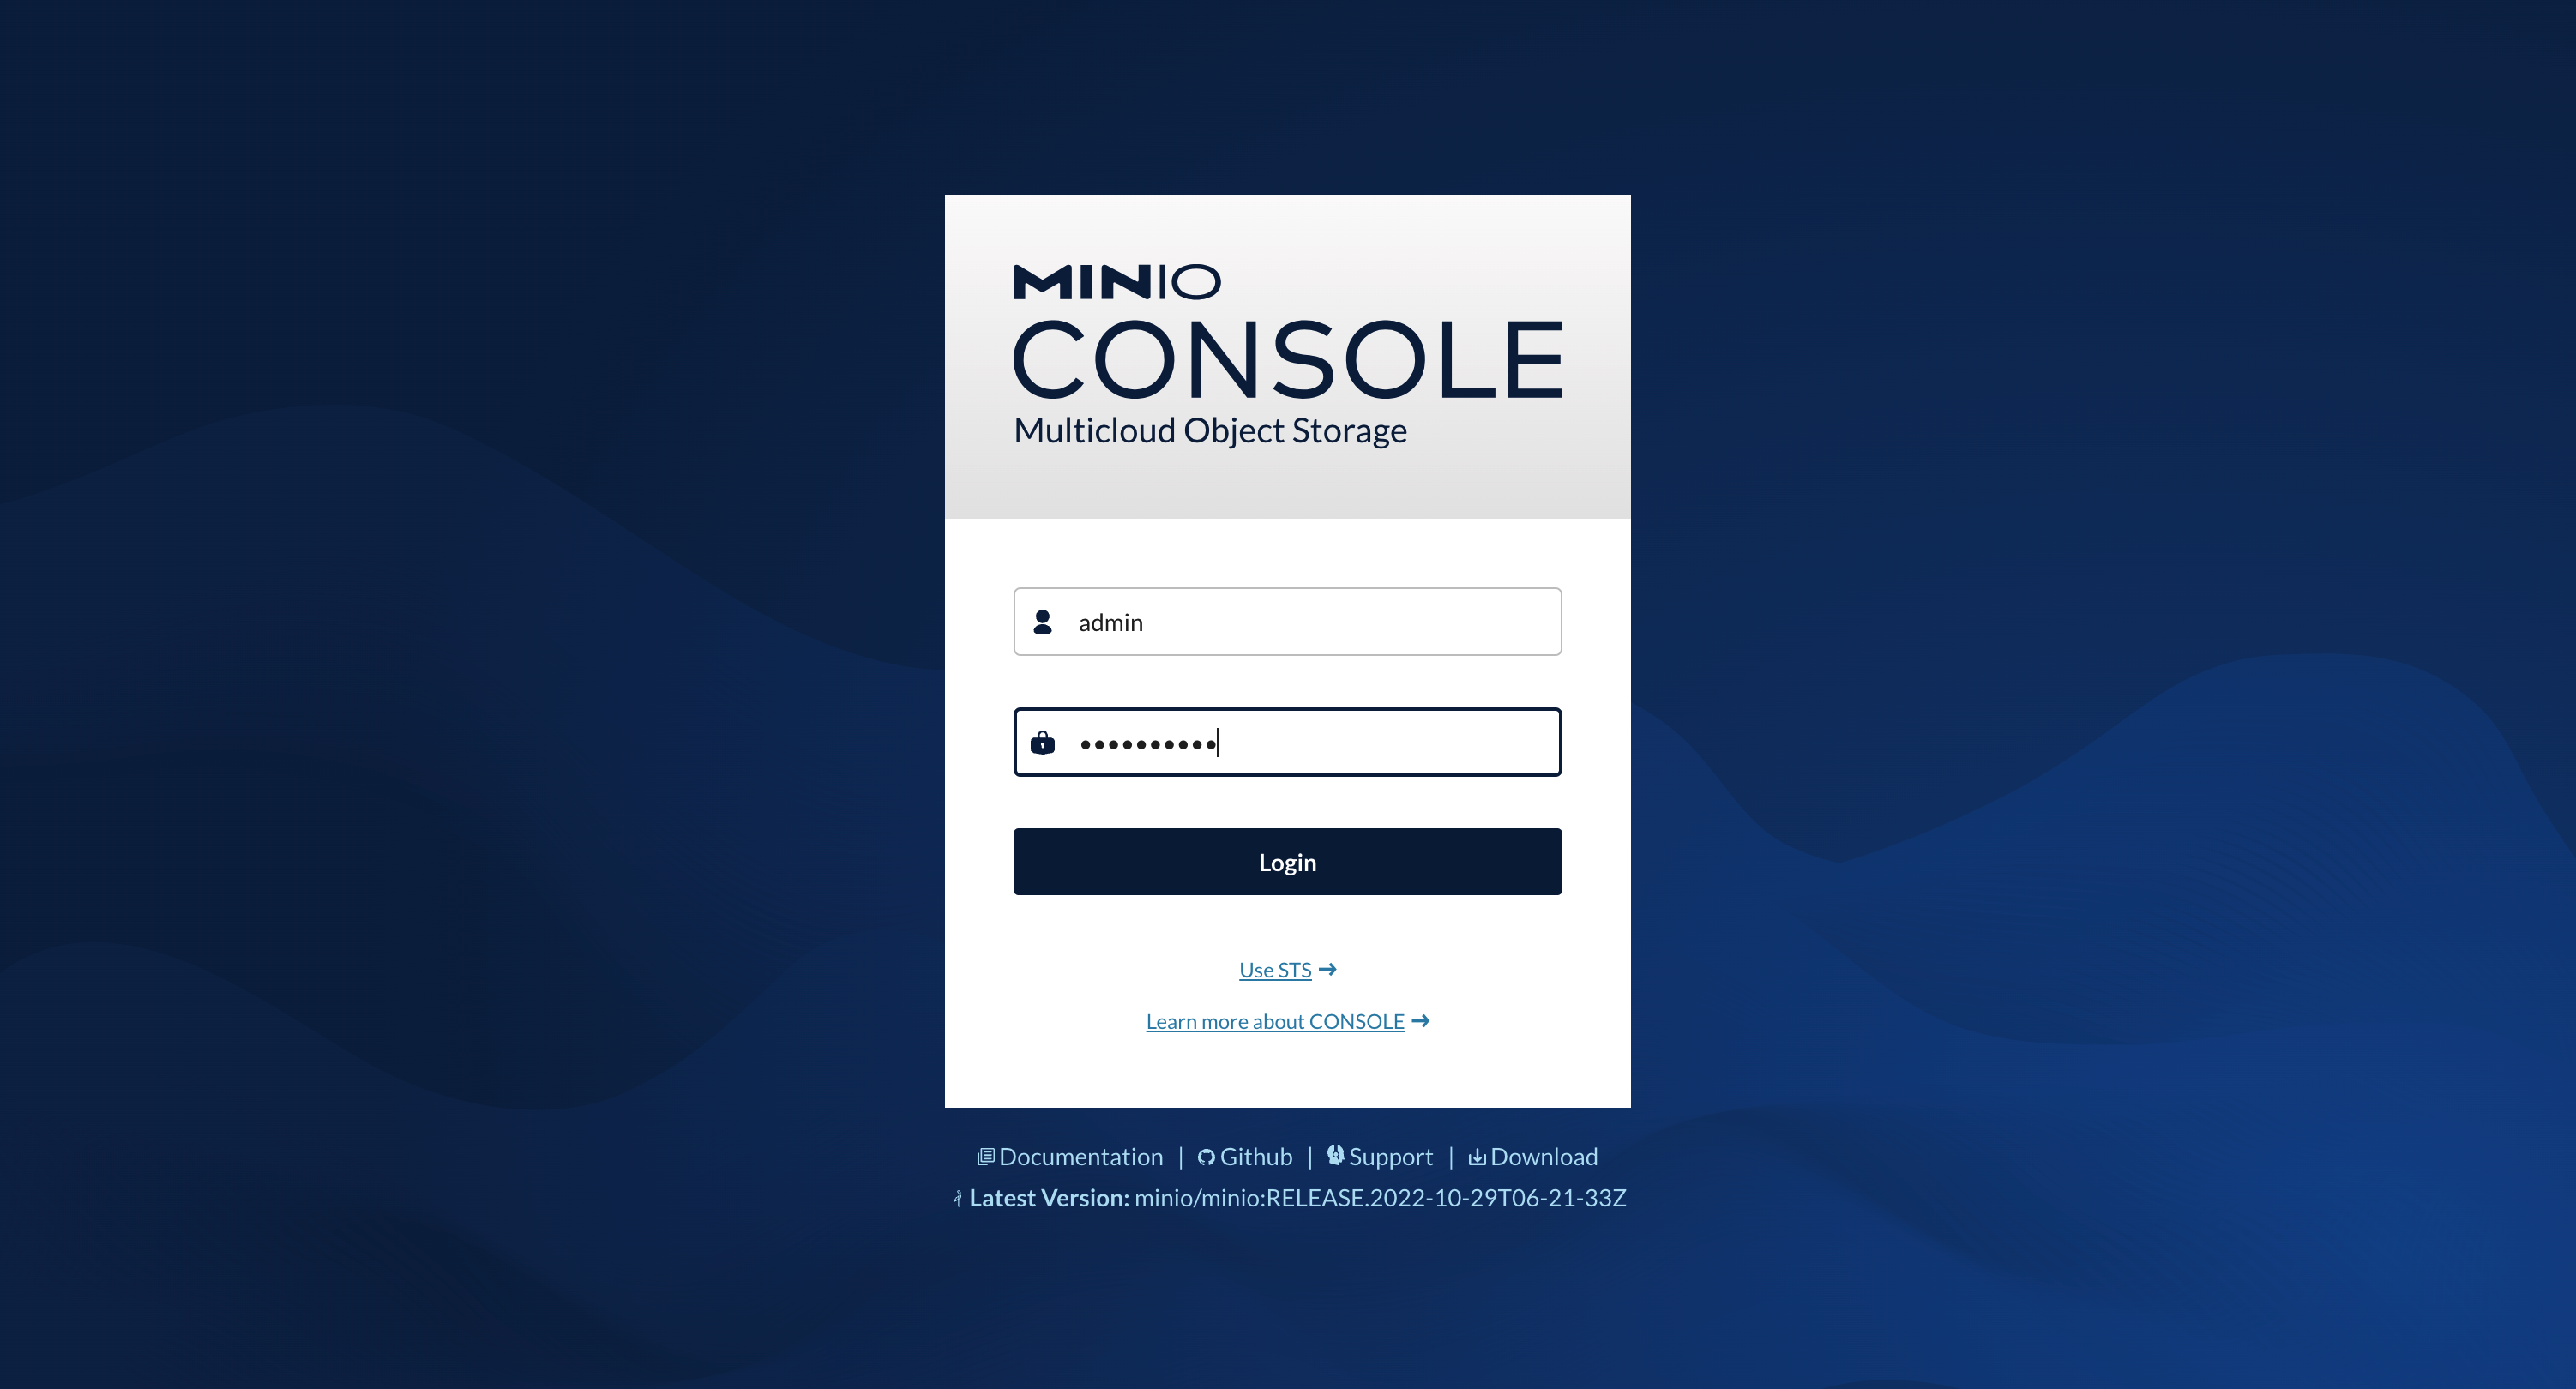 MINIO
CONSOLE
Multicloud Object Storage
admin
••••••••••
Login
Use STS →
Learn more about CONSOLE →
Documentation | Github | Support | Download
Latest Version: minio/minio:RELEASE.2022-10-29T06-21-33Z